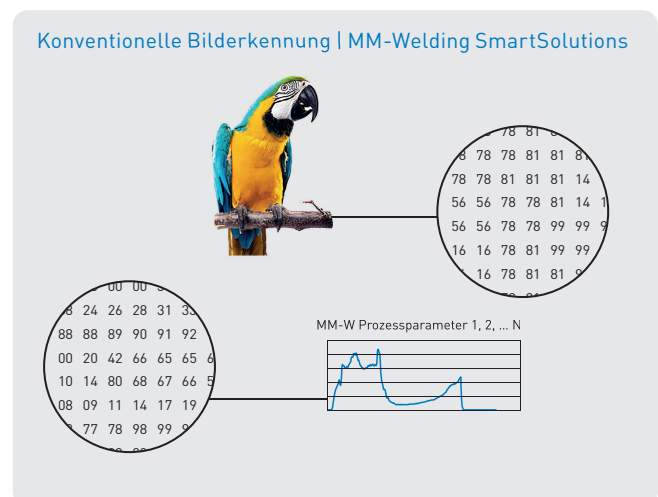 Konventionelle Bilderkennung | MM-Welding SmartSolutions
78 81
78 78 81 81
78 78 81 81 81 14
56 56 78 78 81 14
56 56 78 78 99 99
16 16 78 81 99 99
16 78 81 81
00 00
24 26 28 31
88 88 89 90 91 92
00 20 42 66 65 65
10 14 80 68 67 66
08 09 11 14 17 19
77 78 98 99
MM-W Prozessparameter 1, 2, ... N